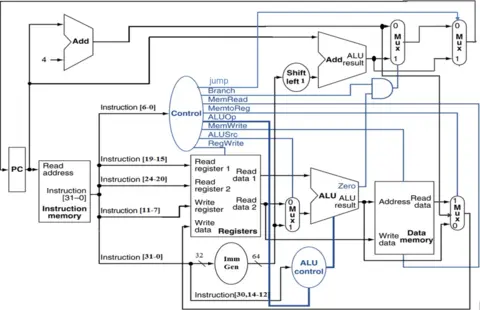 Add
4
Add
ALU
result
0
M
u
x
1
0
M
u
x
1
Shift
left 1
jump
Branch
MemRead
MemtoReg
ALUOp
MemWrite
ALUSrc
RegWrite
Control
Instruction [6-0]
PC
Read
address
Instruction
[31–0]
Instruction
memory
Instruction [19-15]
Instruction [24-20]
Instruction [11-7]
Instruction [31-0]
Read
register 1
Read
register 2
Write
register
Write
data
Read
data 1
Read
data 2
Registers
0
M
u
x
1
Zero
ALU
ALU
result
Address
Read
data
Write
data
Data
memory
1
M
u
x
0
32
Imm
Gen
64
ALU
control
Instruction[30,14-12]